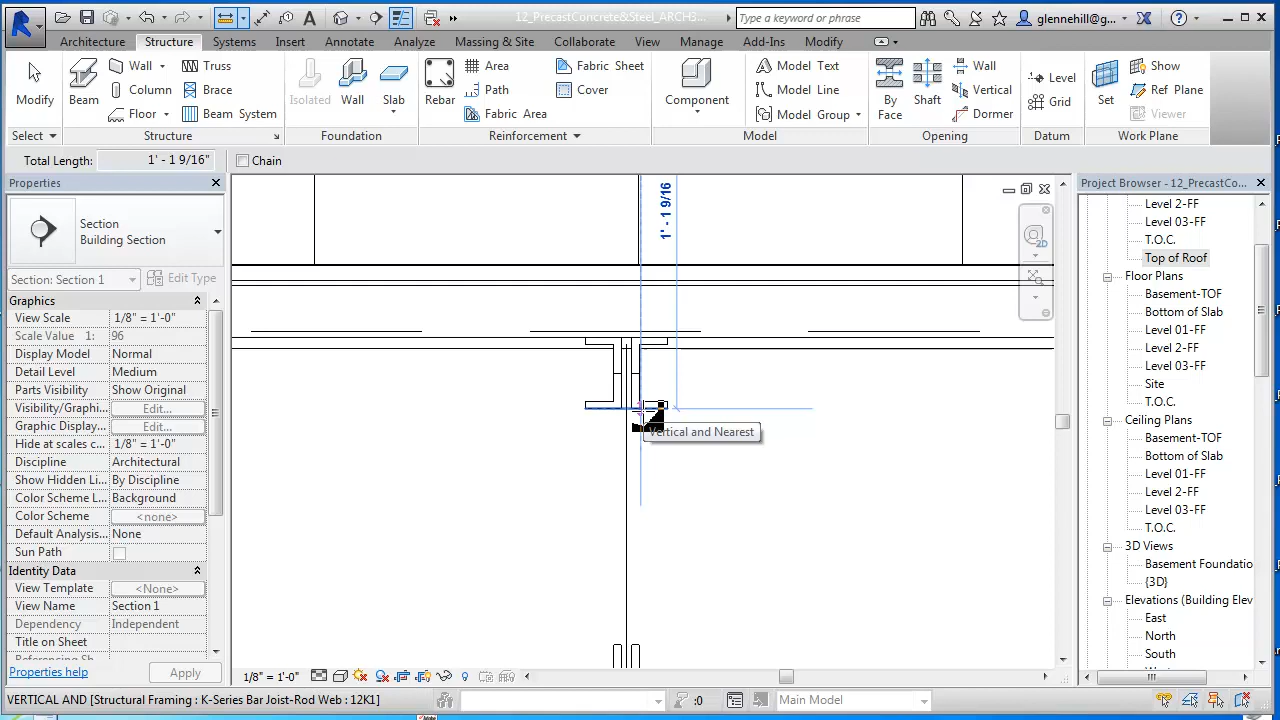 12_PrecastConcrete&Steel_ARCH3...
Type a keyword or phrase
glennehill@g...
Architecture Structure Systems Insert Annotate Analyze Massing & Site Collaborate View Manage Add-Ins Modify
Modify
Beam
Wall
Column
Floor
Truss
Brace
Beam System
Isolated
Wall
Slab
Rebar
Area
Path
Fabric Area
Fabric Sheet
Cover
Component
Model Text
Model Line
Model Group
By
Face
Shaft
Wall
Vertical
Dormer
Level
Grid
Set
Show
Ref Plane
Viewer
Select
Structure
Foundation
Reinforcement
Model
Opening
Datum
Work Plane
Total Length: 1' - 1 9/16"
Chain
Properties
Section
Building Section
Section: Section 1
Edit Type
Graphics
View Scale 1/8" = 1'-0"
Scale Value 1: 96
Display Model Normal
Detail Level Medium
Parts Visibility Show Original
Visibility/Graphi... Edit...
Graphic Display... Edit...
Hide at scales c... 1/8" = 1'-0"
Discipline Architectural
Show Hidden Li... By Discipline
Color Scheme L... Background
Color Scheme <none>
Default Analysis... None
Sun Path
Identity Data
View Template <None>
View Name Section 1
Dependency Independent
Title on Sheet
Properties help
Apply
1' - 1 9/16
2D
Vertical and Nearest
1/8" = 1'-0"
Project Browser - 12_PrecastCo...
Level 2-FF
Level 03-FF
T.O.C.
Top of Roof
Floor Plans
Basement-TOF
Bottom of Slab
Level 01-FF
Level 2-FF
Level 03-FF
Site
T.O.C.
Ceiling Plans
Basement-TOF
Bottom of Slab
Level 01-FF
Level 2-FF
Level 03-FF
T.O.C.
3D Views
Basement Foundatio
{3D}
Elevations (Building Elev
East
North
South
VERTICAL AND [Structural Framing : K-Series Bar Joist-Rod Web : 12K1]
:0
Main Model